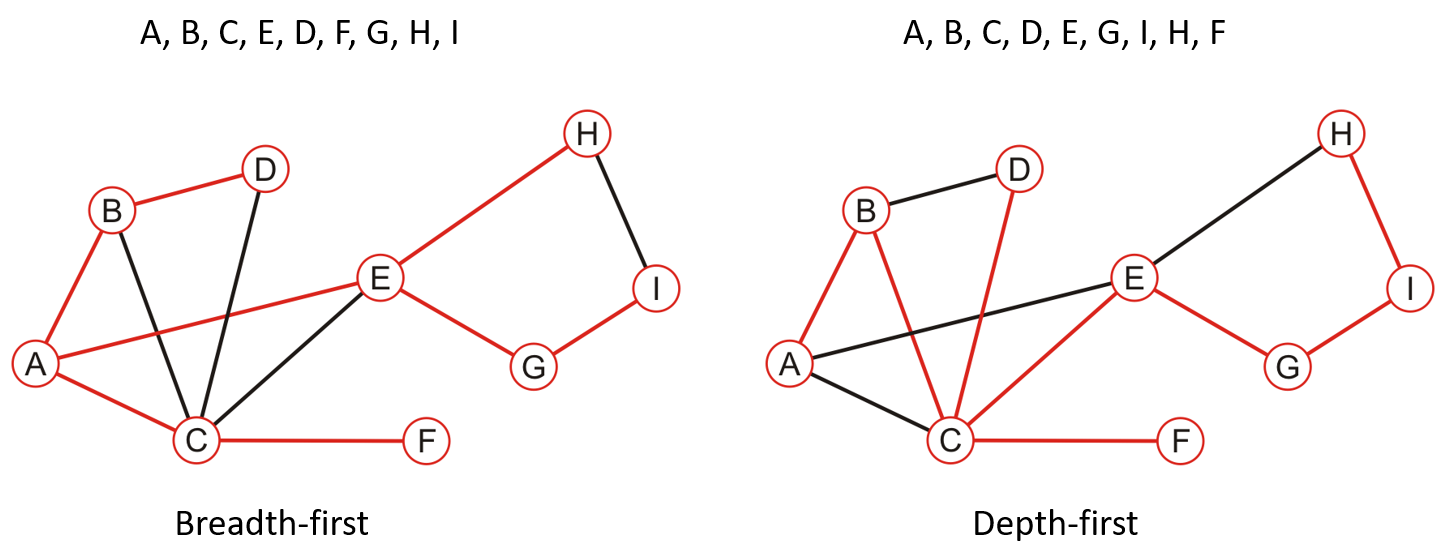 A, B, C, E, D, F, G, H, I
A, B, C, D, E, G, I, H, F
H
D
B
E
I
A
G
C
F
H
D
B
E
I
A
G
C
F
Breadth-first
Depth-first